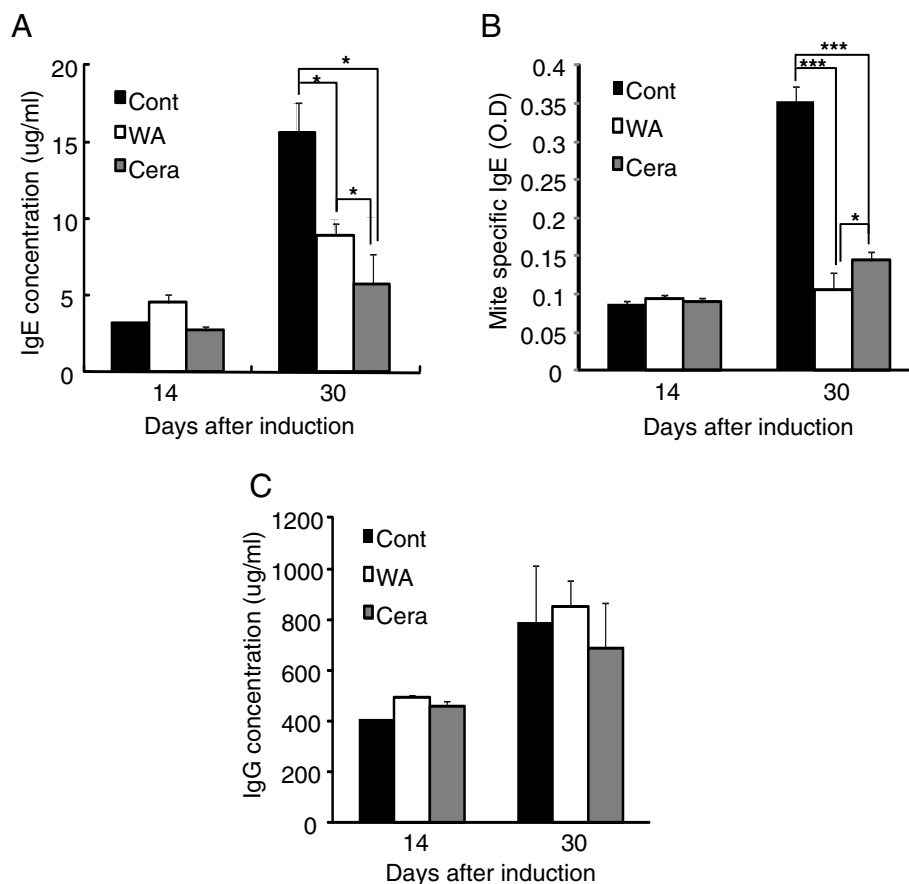 A
IgE concentration (ug/ml)
20
15
10
5
0
Cont
WA
Cera
*
*
*
14
30
Days after induction
B
Mite specific IgE (O.D)
0.4
0.35
0.3
0.25
0.2
0.15
0.1
0.05
0
Cont
WA
Cera
***
***
*
14
30
Days after induction
C
IgG concentration (ug/ml)
1200
1000
800
600
400
200
0
Cont
WA
Cera
14
30
Days after induction